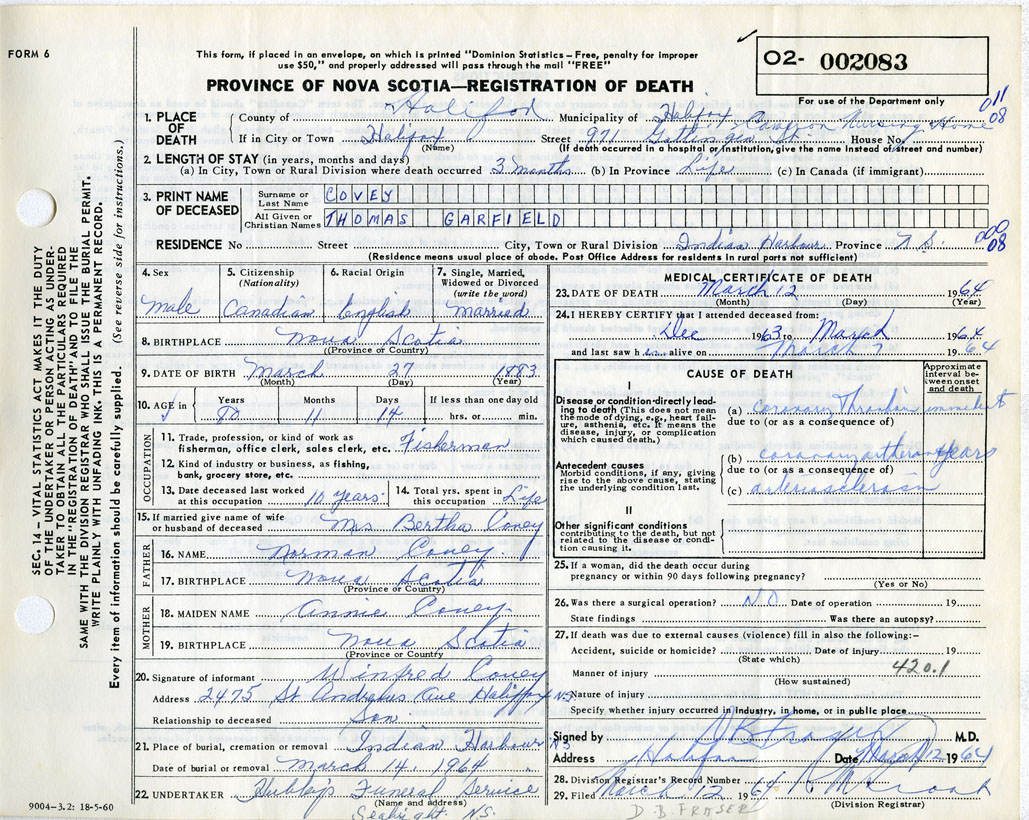 FORM 6
This form, if placed in an envelope, on which is printed "Dominion Statistics—Free, penalty for improper
use $50," and properly addressed will pass through the mail "FREE"
O2- 002083
For use of the Department only
PROVINCE OF NOVA SCOTIA—REGISTRATION OF DEATH
011
08
1. PLACE OF DEATH
County of Halifax Municipality of Halifax Cameron Nursing Home
If in City or Town Halifax Street 971 House No.
(Name) (If death occurred in a hospital or institution, give the name instead of street and number)
2. LENGTH OF STAY (in years, months and days)
(a) In City, Town or Rural Division where death occurred 3 months (b) In Province Life (c) In Canada (if immigrant)
3. PRINT NAME OF DECEASED
Surname or Last Name COVEY
All Given or Christian Names THOMAS GARFIELD
000
08
RESIDENCE No Street City, Town or Rural Division Indian Harbour Province N.S.
(Residence means usual place of abode. Post Office Address for residents in rural parts not sufficient)
4. Sex Male
5. Citizenship (Nationality) Canadian
6. Racial Origin English
7. Single, Married, Widowed or Divorced (write the word) Married
8. BIRTHPLACE Nova Scotia
(Province or Country)
9. DATE OF BIRTH March 27 1883
(Month) (Day) (Year)
10. AGE in Years Months Days If less than one day old
80 11 14 hrs. or min.
OCCUPATION
11. Trade, profession, or kind of work as
fisherman, office clerk, sales clerk, etc. Fisherman
12. Kind of industry or business, as fishing,
bank, grocery store, etc.
13. Date deceased last worked at this occupation 10 years
14. Total yrs. spent in this occupation Life
15. If married give name of wife
or husband of deceased Mrs. Bertha Covey
FATHER
16. NAME Norman Covey
17. BIRTHPLACE Nova Scotia
(Province or Country)
MOTHER
18. MAIDEN NAME Annie Covey
19. BIRTHPLACE Nova Scotia
(Province or Country)
20. Signature of informant Winfred Covey
Address 2475 St Andrews Ave Halifax N.S.
Relationship to deceased Son
21. Place of burial, cremation or removal Indian Harbour N.S.
Date of burial or removal March 14, 1964
22. UNDERTAKER Hubley's Funeral Service
(Name and address)
Seabright N.S.
MEDICAL CERTIFICATE OF DEATH
23. DATE OF DEATH March 12 1964
(Month) (Day) (Year)
24. I HEREBY CERTIFY that I attended deceased from:
Dec 1963 to March 1964
and last saw h im alive on March 7 1964
CAUSE OF DEATH
Approximate interval between onset and death
I
Disease or condition directly leading to death (This does not
mean the mode of dying, e.g., heart failure, asthenia, etc. It means the
disease, injury, or complication
which caused death.)
(a) coronary Thrombosis immediate
due to (or as a consequence of)
Antecedent causes
Morbid conditions, if any, giving
rise to the above cause, stating
the underlying condition last.
(b) coronary years
due to (or as a consequence of)
(c) arteriosclerosis
II
Other significant conditions
contributing to the death, but not
related to the disease or condition
causing it.
25. If a woman, did the death occur during
pregnancy or within 90 days following pregnancy?
(Yes or No)
26. Was there a surgical operation? NO Date of operation 19
State findings Was there an autopsy?
27. If death was due to external causes (violence) fill in also the following:—
Accident, suicide or homicide? Date of injury 19
(State which)
420.1
Manner of injury
(How sustained)
Nature of injury
Specify whether injury occurred in industry, in home, or in public place
Signed by D B Fraser M.D.
Address Halifax Date March 12 1964
28. Division Registrar's Record Number
29. Filed March 12 1964
(Division Registrar)
D. B. FRASER
SEC. 14 – VITAL STATISTICS ACT MAKES IT THE DUTY
OF THE UNDERTAKER OR PERSON ACTING AS UNDER-
TAKER TO OBTAIN ALL THE PARTICULARS REQUIRED
IN THE "REGISTRATION OF DEATH" AND TO FILE THE
SAME WITH THE DIVISION REGISTRAR WHO SHALL ISSUE THE BURIAL PERMIT.
WRITE PLAINLY WITH UNFADING INK. THIS IS A PERMANENT RECORD.
Every item of information should be carefully supplied. (See reverse side for instructions.)
9004-3.2: 18-5-60